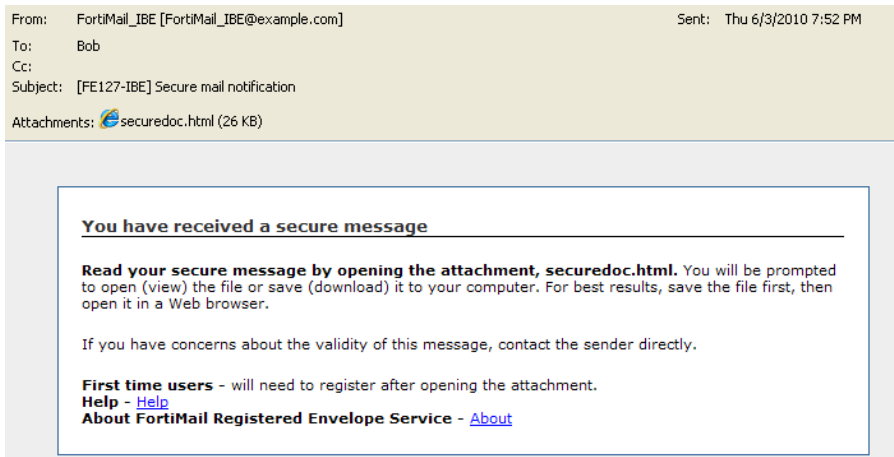 From: FortiMail_IBE [FortiMail_IBE@example.com] Sent: Thu 6/3/2010 7:52 PM
To: Bob
Cc:
Subject: [FE127-IBE] Secure mail notification
Attachments: securedoc.html (26 KB)
You have received a secure message
Read your secure message by opening the attachment, securedoc.html. You will be prompted
to open (view) the file or save (download) it to your computer. For best results, save the file first, then
open it in a Web browser.
If you have concerns about the validity of this message, contact the sender directly.
First time users - will need to register after opening the attachment.
Help - Help
About FortiMail Registered Envelope Service - About